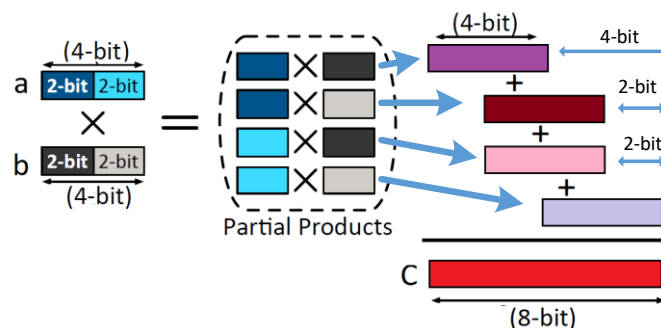 (4-bit)
a 2-bit 2-bit
×
b 2-bit 2-bit
(4-bit)
=
×
×
×
×
Partial Products
(4-bit)
4-bit
+
2-bit
+
2-bit
+
C
(8-bit)